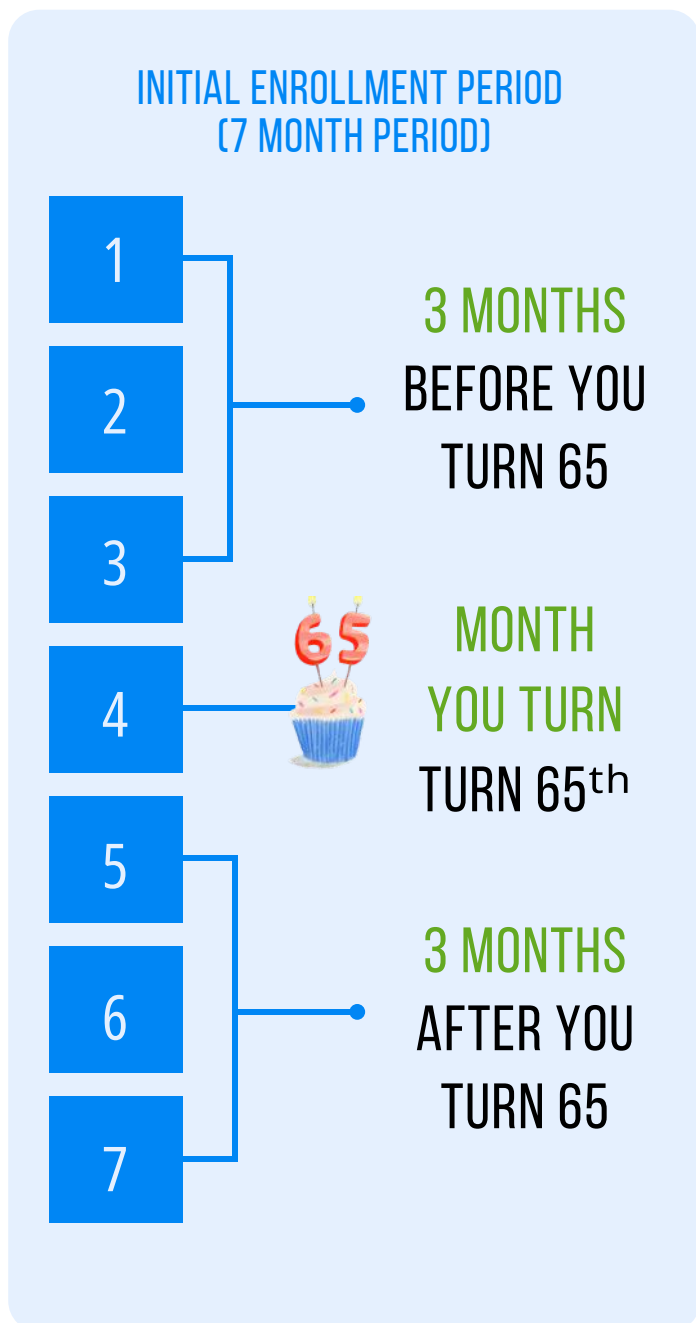 INITIAL ENROLLMENT PERIOD
(7 MONTH PERIOD)
1
2
3
3 MONTHS
BEFORE YOU
TURN 65
4
65
MONTH
YOU TURN
TURN 65th
5
6
7
3 MONTHS
AFTER YOU
TURN 65